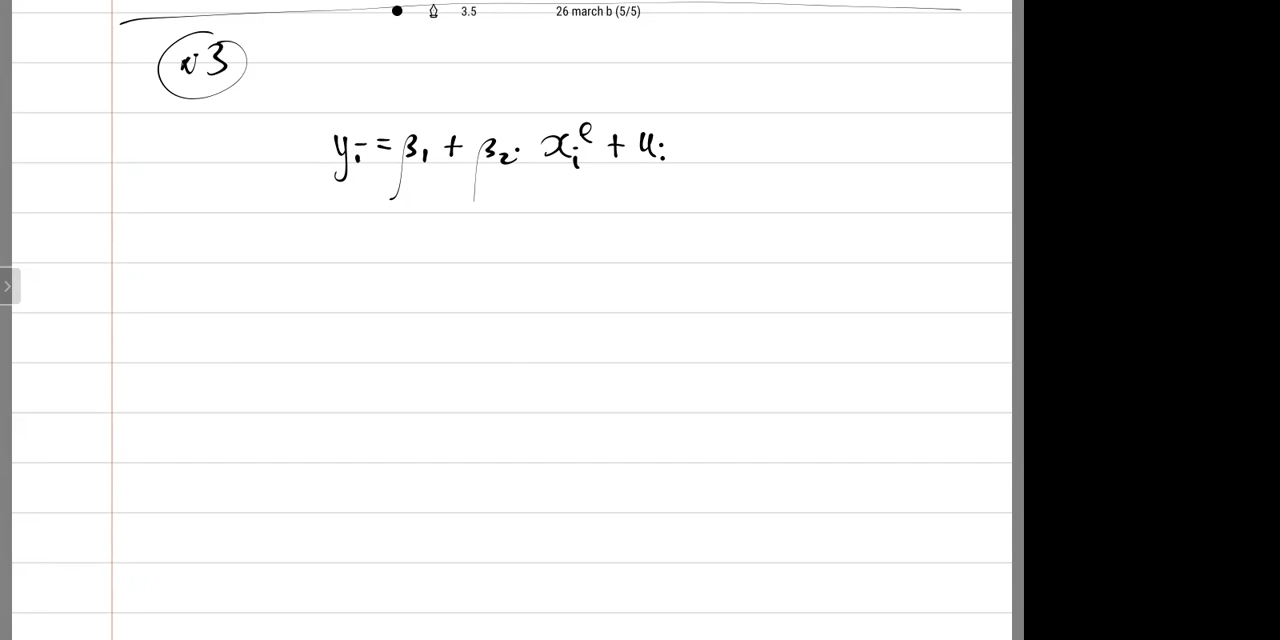 3.5 26 march b (5/5)
№3
yᵢ = β₁ + β₂ · xᵢᵉ + uᵢ